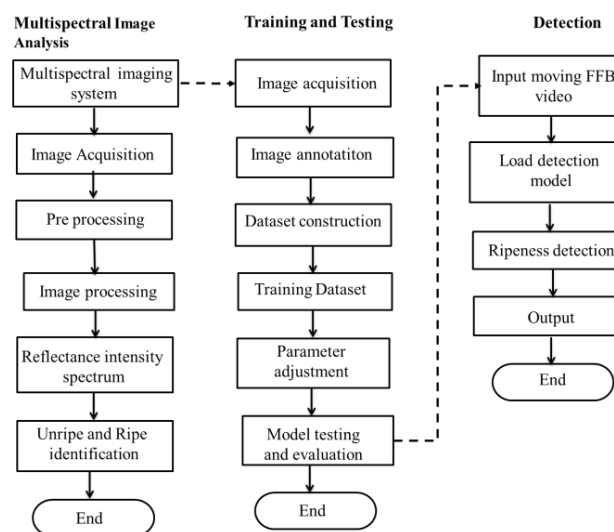 Multispectral Image
Analysis
Multispectral imaging
system
Image Acquisition
Pre processing
Image processing
Reflectance intensity
spectrum
Unripe and Ripe
identification
End
Training and Testing
Image acquisition
Image annotatiton
Dataset construction
Training Dataset
Parameter
adjustment
Model testing
and evaluation
End
Detection
Input moving FFB
video
Load detection
model
Ripeness detection
Output
End